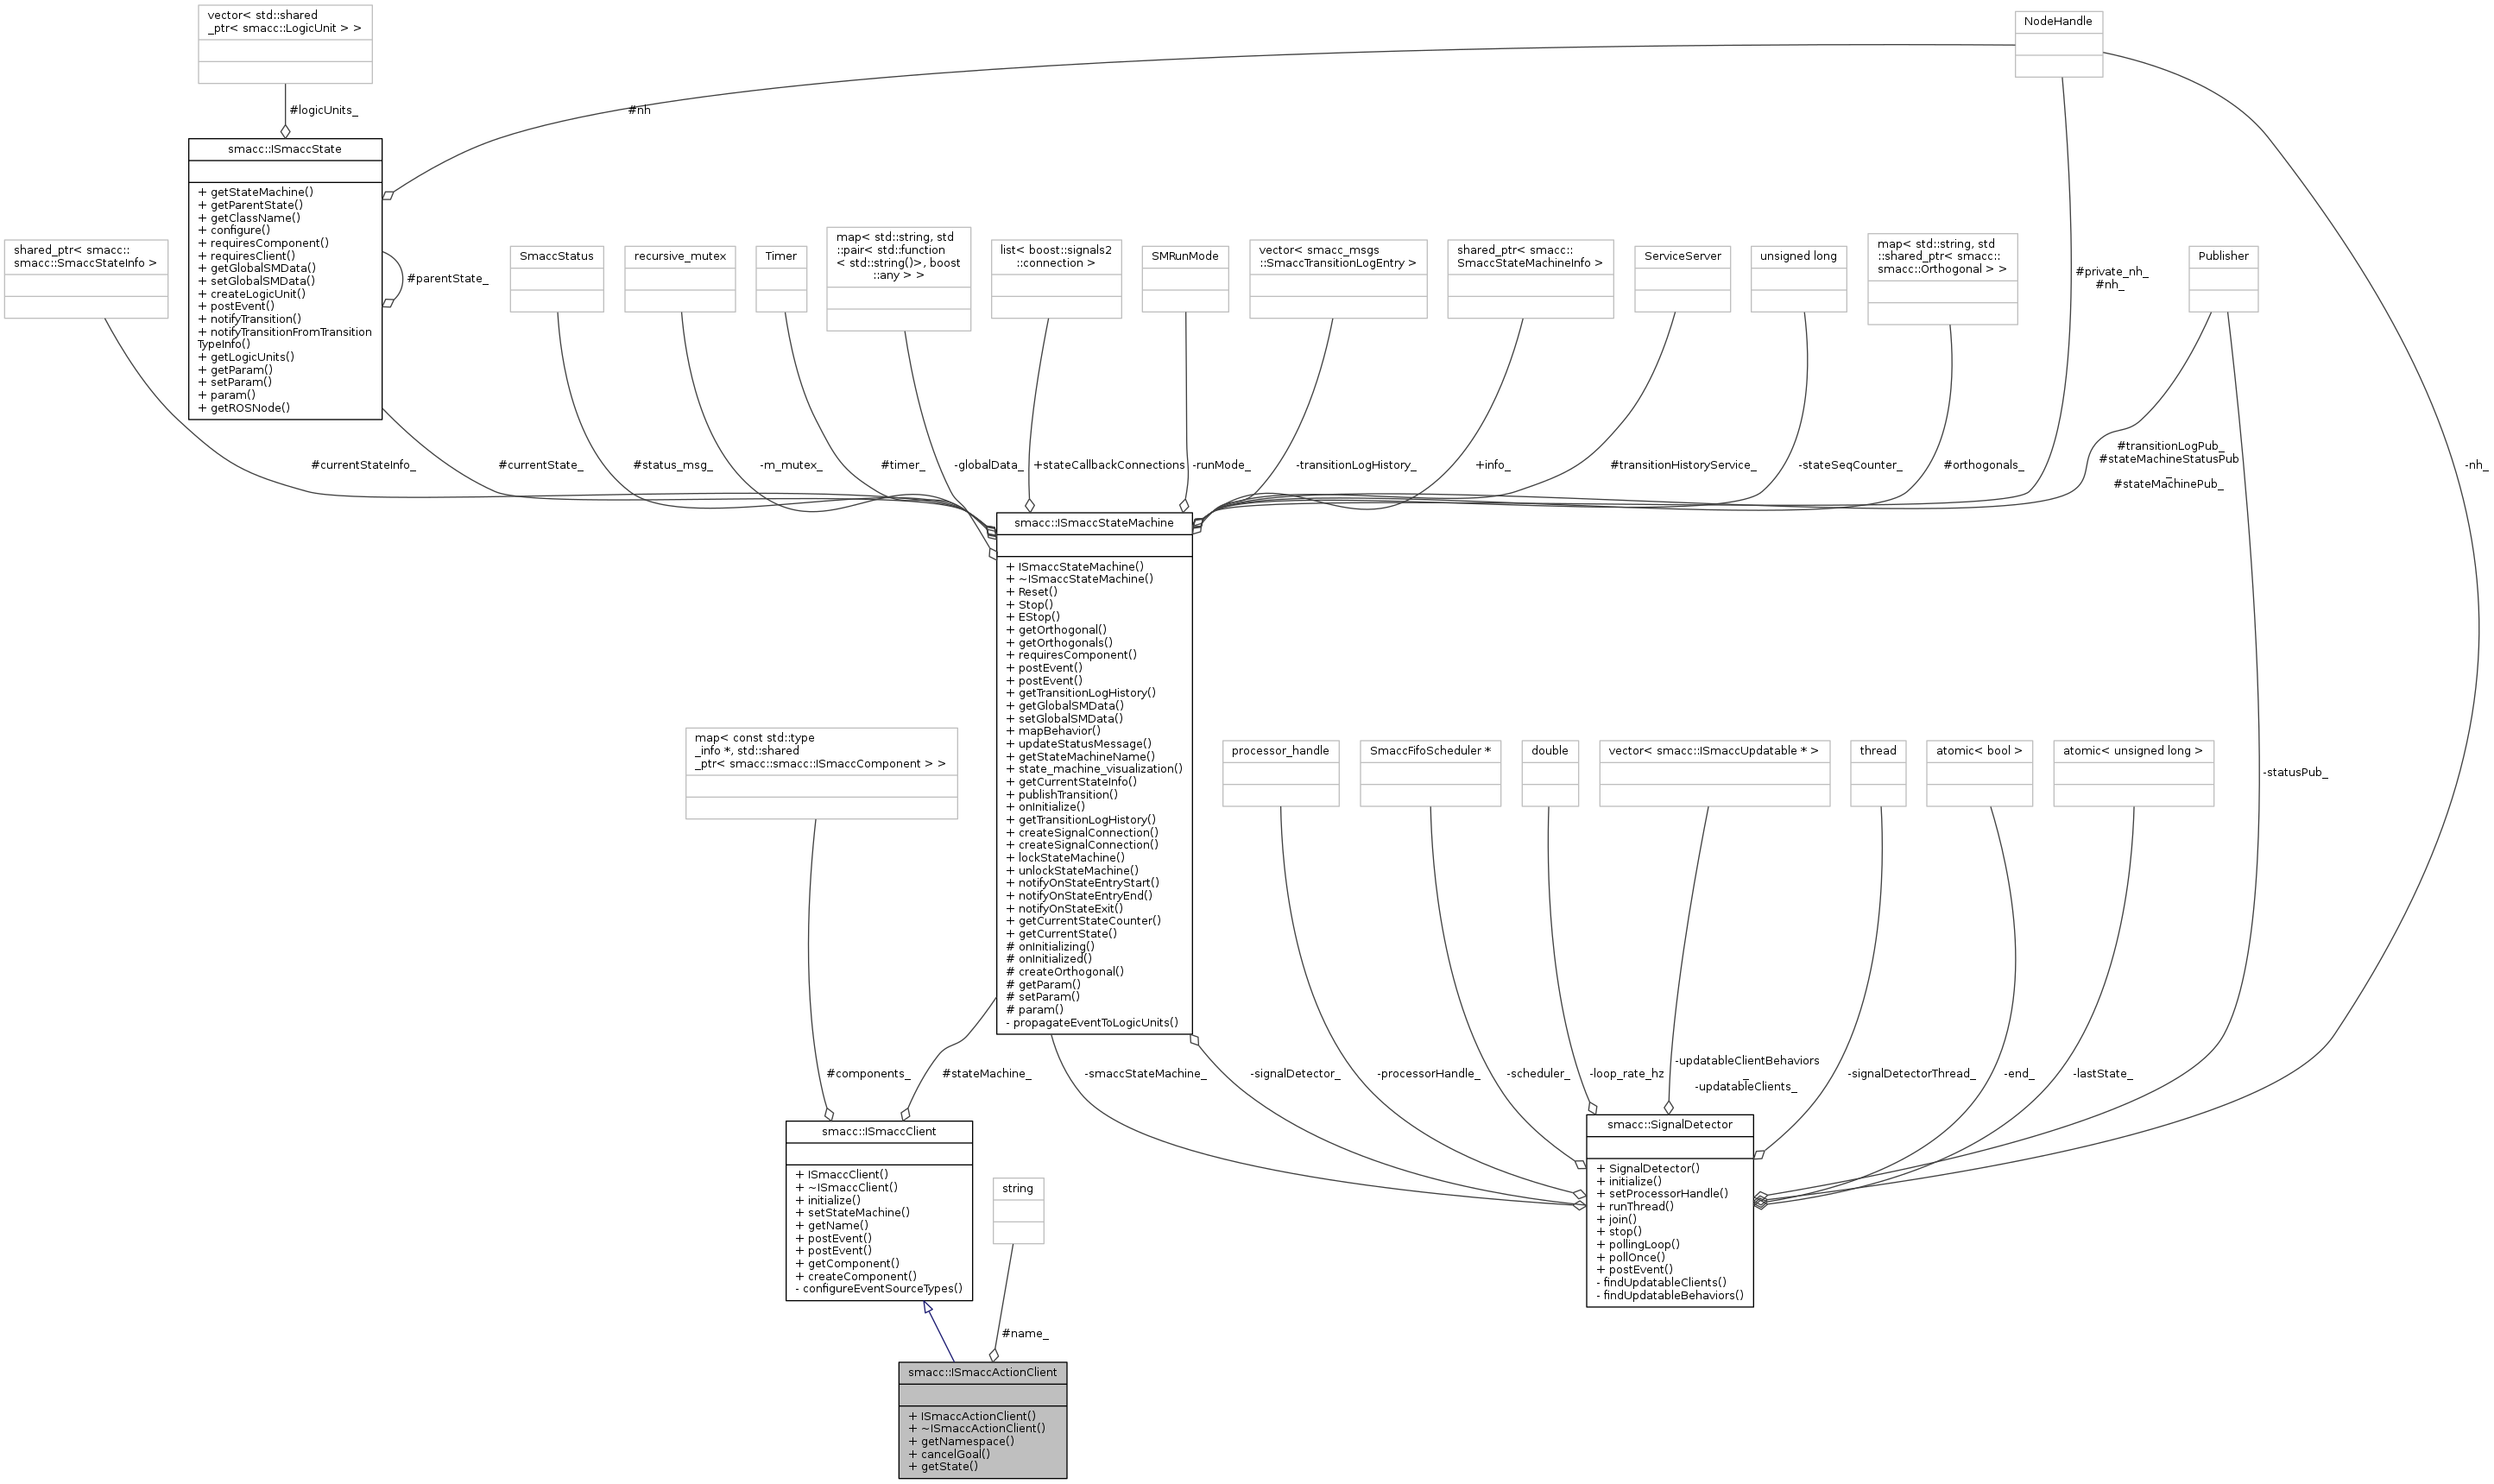 vector< std::shared
_ptr< smacc::LogicUnit > >
NodeHandle
#logicUnits_
#nh
smacc::ISmaccState
+ getStateMachine()
+ getParentState()
+ getClassName()
+ configure()
+ requiresComponent()
+ requiresClient()
+ getGlobalSMData()
+ setGlobalSMData()
+ createLogicUnit()
+ postEvent()
+ notifyTransition()
+ notifyTransitionFromTransition
TypeInfo()
+ getLogicUnits()
+ getParam()
+ setParam()
+ param()
+ getROSNode()
#parentState_
shared_ptr< smacc::
smacc::SmaccStateInfo >
SmaccStatus
recursive_mutex
Timer
map< std::string, std
::pair< std::function
< std::string()>, boost
::any > >
list< boost::signals2
::connection >
SMRunMode
vector< smacc_msgs
::SmaccTransitionLogEntry >
shared_ptr< smacc::
SmaccStateMachineInfo >
ServiceServer
unsigned long
map< std::string, std
::shared_ptr< smacc::
smacc::Orthogonal > >
#private_nh_
#nh_
Publisher
#currentStateInfo_
#currentState_
#status_msg_
-m_mutex_
#timer_
-globalData_
+stateCallbackConnections
-runMode_
-transitionLogHistory_
+info_
#transitionHistoryService_
-stateSeqCounter_
#orthogonals_
#transitionLogPub_
#stateMachineStatusPub
_
#stateMachinePub_
-nh_
smacc::ISmaccStateMachine
+ ISmaccStateMachine()
+ ~ISmaccStateMachine()
+ Reset()
+ Stop()
+ EStop()
+ getOrthogonal()
+ getOrthogonals()
+ requiresComponent()
+ postEvent()
+ postEvent()
+ getTransitionLogHistory()
+ getGlobalSMData()
+ setGlobalSMData()
+ mapBehavior()
+ updateStatusMessage()
+ getStateMachineName()
+ state_machine_visualization()
+ getCurrentStateInfo()
+ publishTransition()
+ onInitialize()
+ getTransitionLogHistory()
+ createSignalConnection()
+ createSignalConnection()
+ lockStateMachine()
+ unlockStateMachine()
+ notifyOnStateEntryStart()
+ notifyOnStateEntryEnd()
+ notifyOnStateExit()
+ getCurrentStateCounter()
+ getCurrentState()
# onInitializing()
# onInitialized()
# createOrthogonal()
# getParam()
# setParam()
# param()
- propagateEventToLogicUnits()
map< const std::type
_info *, std::shared
_ptr< smacc::smacc::ISmaccComponent > >
processor_handle
SmaccFifoScheduler *
double
vector< smacc::ISmaccUpdatable * >
thread
atomic< bool >
atomic< unsigned long >
-statusPub_
#components_
#stateMachine_
-smaccStateMachine_
-signalDetector_
-processorHandle_
-scheduler_
-loop_rate_hz
-updatableClientBehaviors
_
-updatableClients_
-signalDetectorThread_
-end_
-lastState_
smacc::ISmaccClient
+ ISmaccClient()
+ ~ISmaccClient()
+ initialize()
+ setStateMachine()
+ getName()
+ postEvent()
+ postEvent()
+ getComponent()
+ createComponent()
- configureEventSourceTypes()
string
smacc::SignalDetector
+ SignalDetector()
+ initialize()
+ setProcessorHandle()
+ runThread()
+ join()
+ stop()
+ pollingLoop()
+ pollOnce()
+ postEvent()
- findUpdatableClients()
- findUpdatableBehaviors()
#name_
smacc::ISmaccActionClient
+ ISmaccActionClient()
+ ~ISmaccActionClient()
+ getNamespace()
+ cancelGoal()
+ getState()